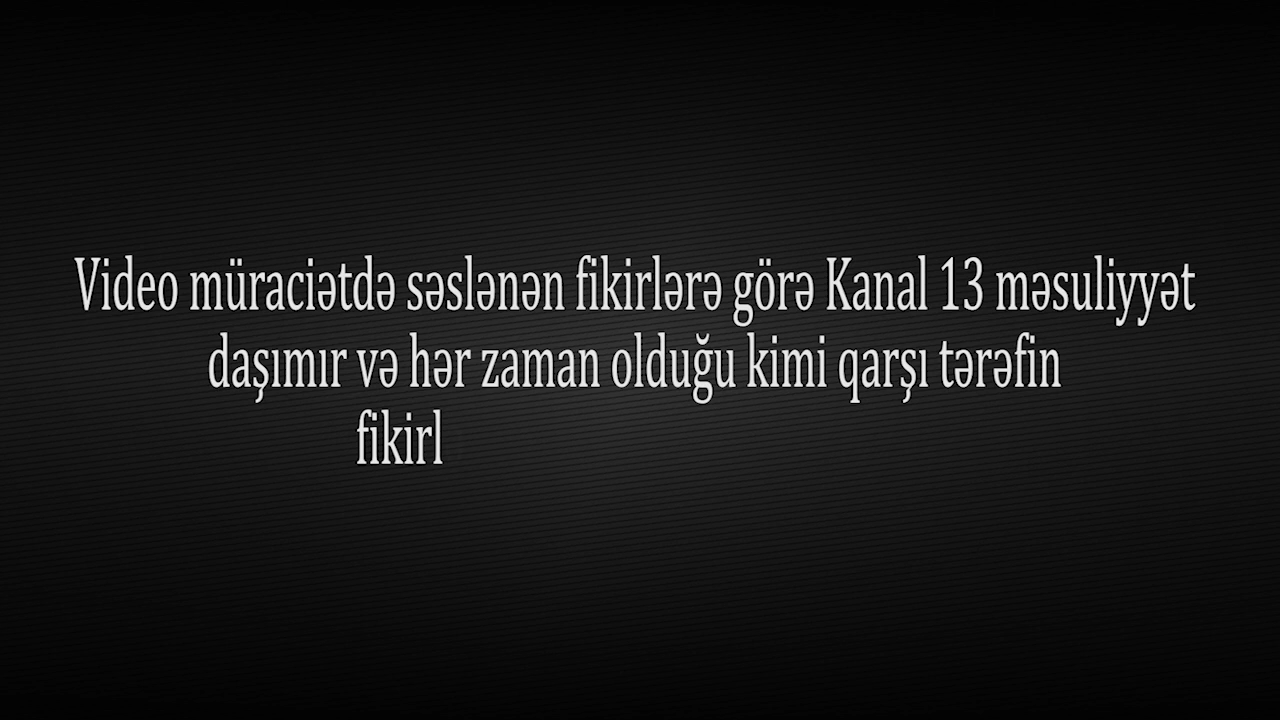 Video müraciətdə səslənən fikirlərə görə Kanal 13 məsuliyyət
daşımır və hər zaman olduğu kimi qarşı tərəfin
fikirl